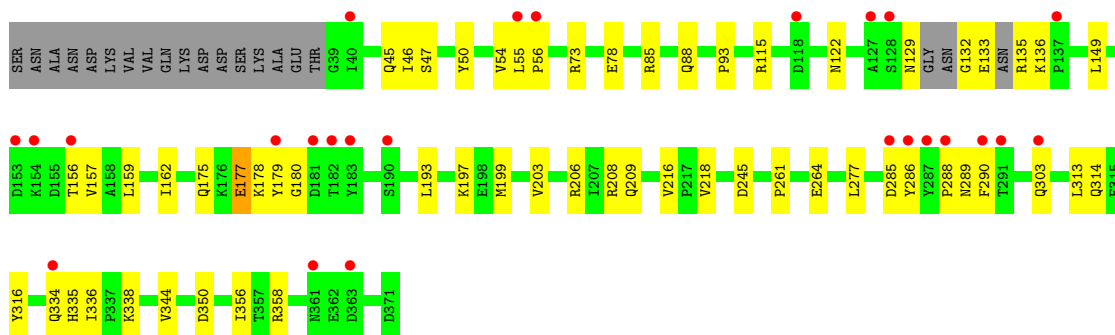 SER ASN ALA ASN ASP LYS VAL VAL GLN LYS ASP ASP SER LYS ALA GLU THR G39 I40 Q45 I46 S47 Y50 V54 L55 P56 R73 E78 R85 Q88 P93 R115 D118 N122 A127 S128 N129 GLY ASN G132 E133 ASN R135 K136 P137 L149
D153 K154 D155 T156 V157 A158 L159 I162 Q175 K176 E177 K178 Y179 G180 D181 T182 Y183 S190 L193 K197 E198 M199 V203 R206 I207 R208 Q209 V216 P217 V218 D245 P261 E264 L277 D285 Y286 Y287 P288 N289 F290 T291 Q303 L313 Q314 E315
Y316 Q334 H335 I336 P337 K338 V344 D350 I356 T357 R358 N361 E362 D363 D371